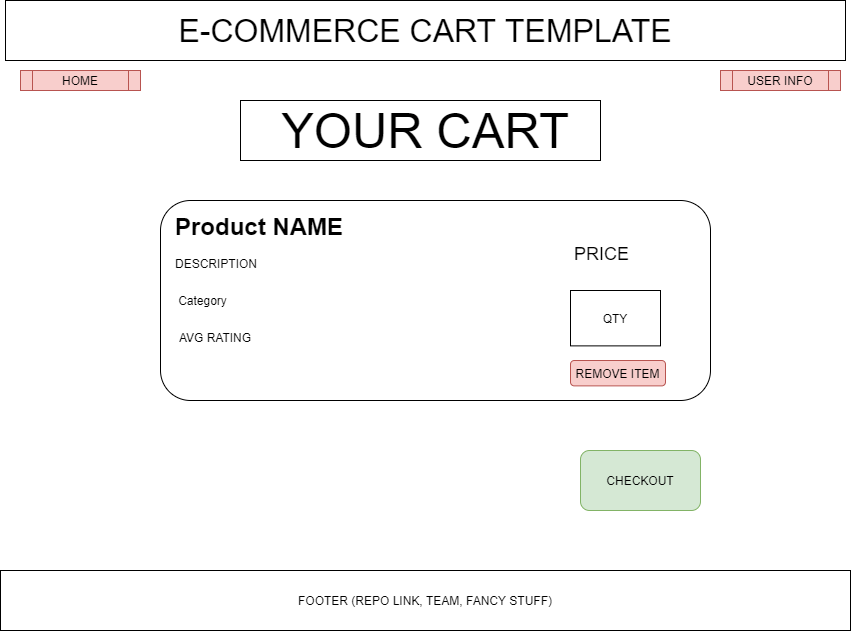 E-COMMERCE CART TEMPLATE
HOME
USER INFO
YOUR CART
Product NAME
PRICE
DESCRIPTION
Category
QTY
AVG RATING
REMOVE ITEM
CHECKOUT
FOOTER (REPO LINK, TEAM, FANCY STUFF)